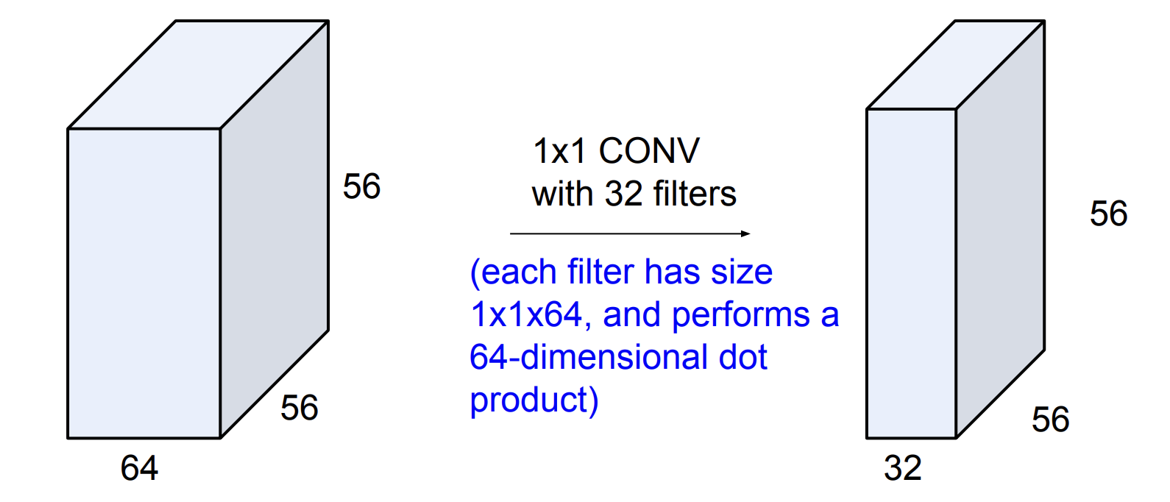 56
56
64
1x1 CONV
with 32 filters
(each filter has size
1x1x64, and performs a
64-dimensional dot
product)
56
56
32